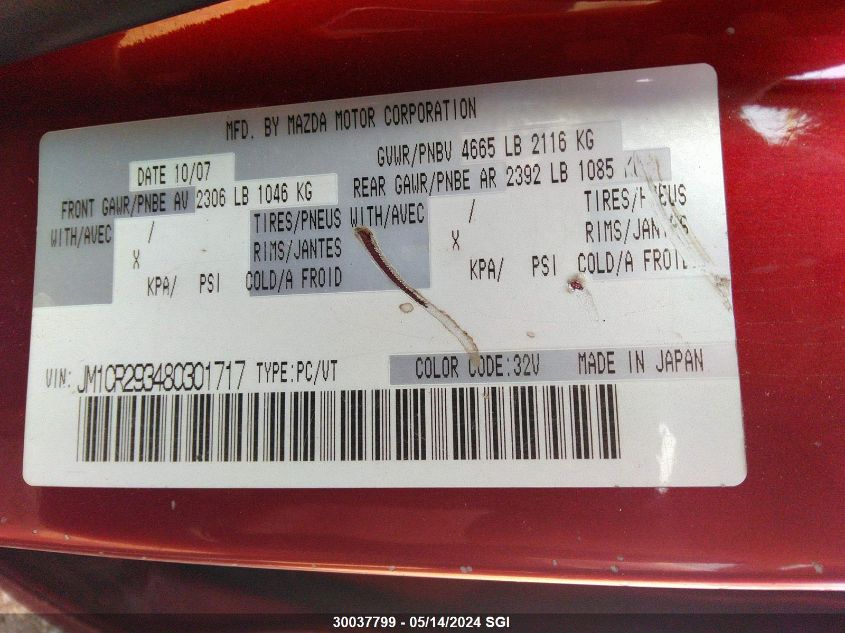 MFD. BY MAZDA MOTOR CORPORATION
DATE 10/07 GVWR/PNBV 4665 LB 2116 KG
FRONT GAWR/PNBE AV 2306 LB 1046 KG REAR GAWR/PNBE AR 2392 LB 1085
WITH/AVEC / TIRES/PNEUS WITH/AVEC / TIRES/PNEUS
X RIMS/JANTES X RIMS/JANTES
KPA/ PSI COLD/A FROID KPA/ PSI COLD/A FROID
VIN: JM1CR293480301717 TYPE:PC/VT COLOR CODE:32V MADE IN JAPAN
30037799 - 05/14/2024 SGI